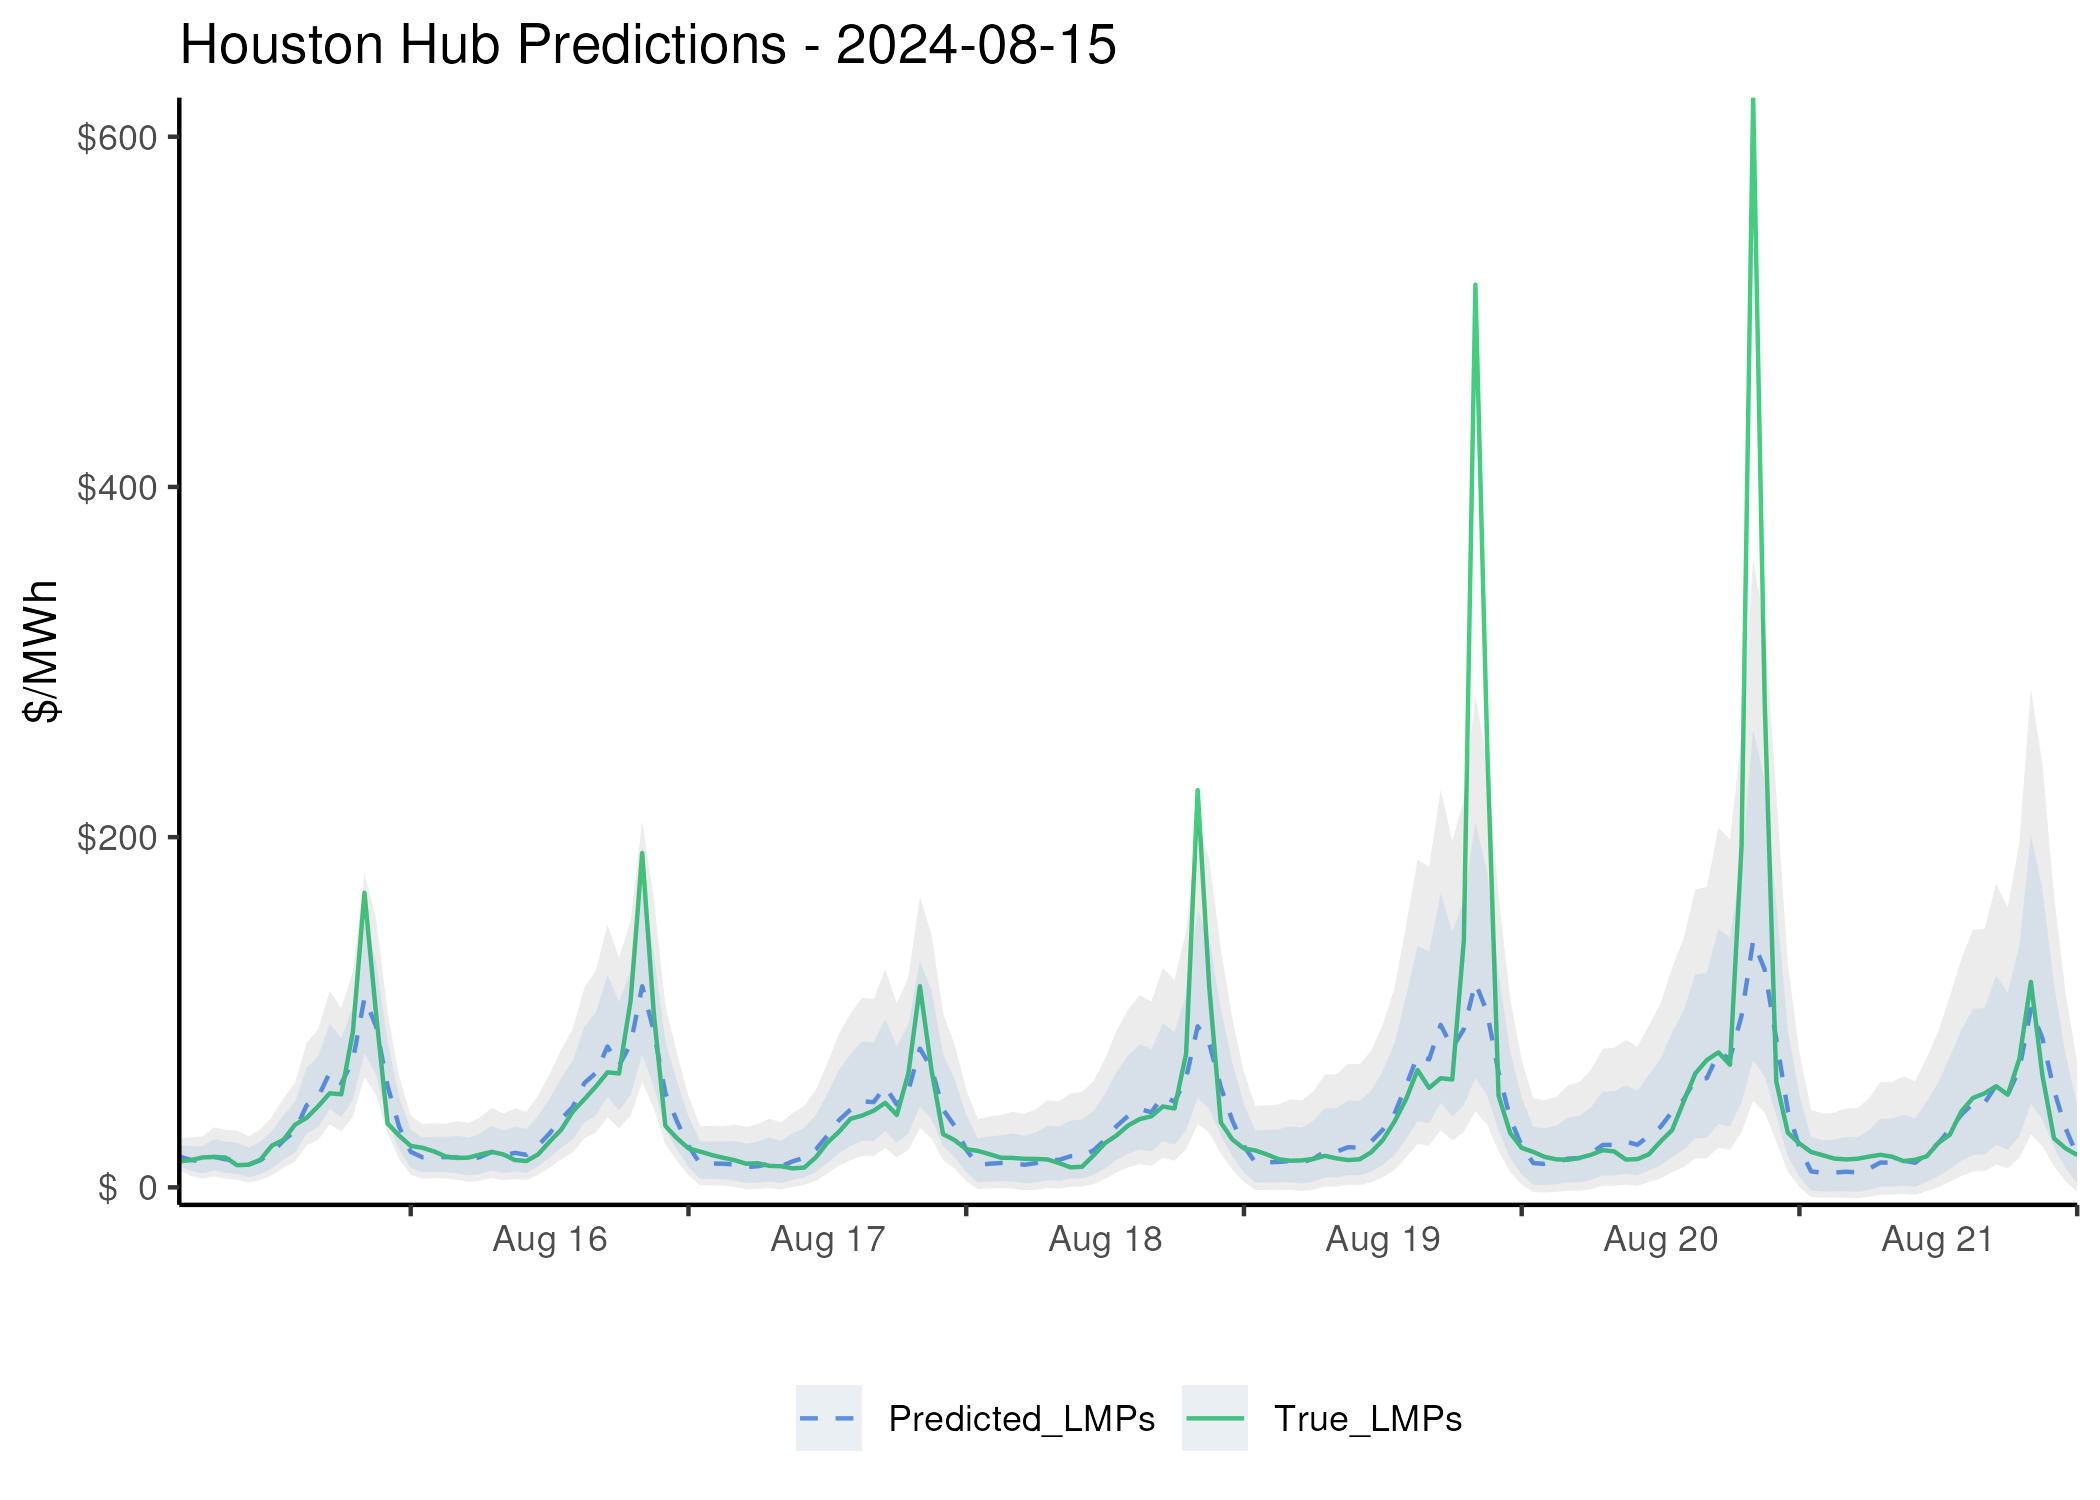 Houston Hub Predictions - 2024-08-15
$600
$400
$200
$ 0
$/MWh
Aug 16 Aug 17 Aug 18 Aug 19 Aug 20 Aug 21
Predicted_LMPs True_LMPs